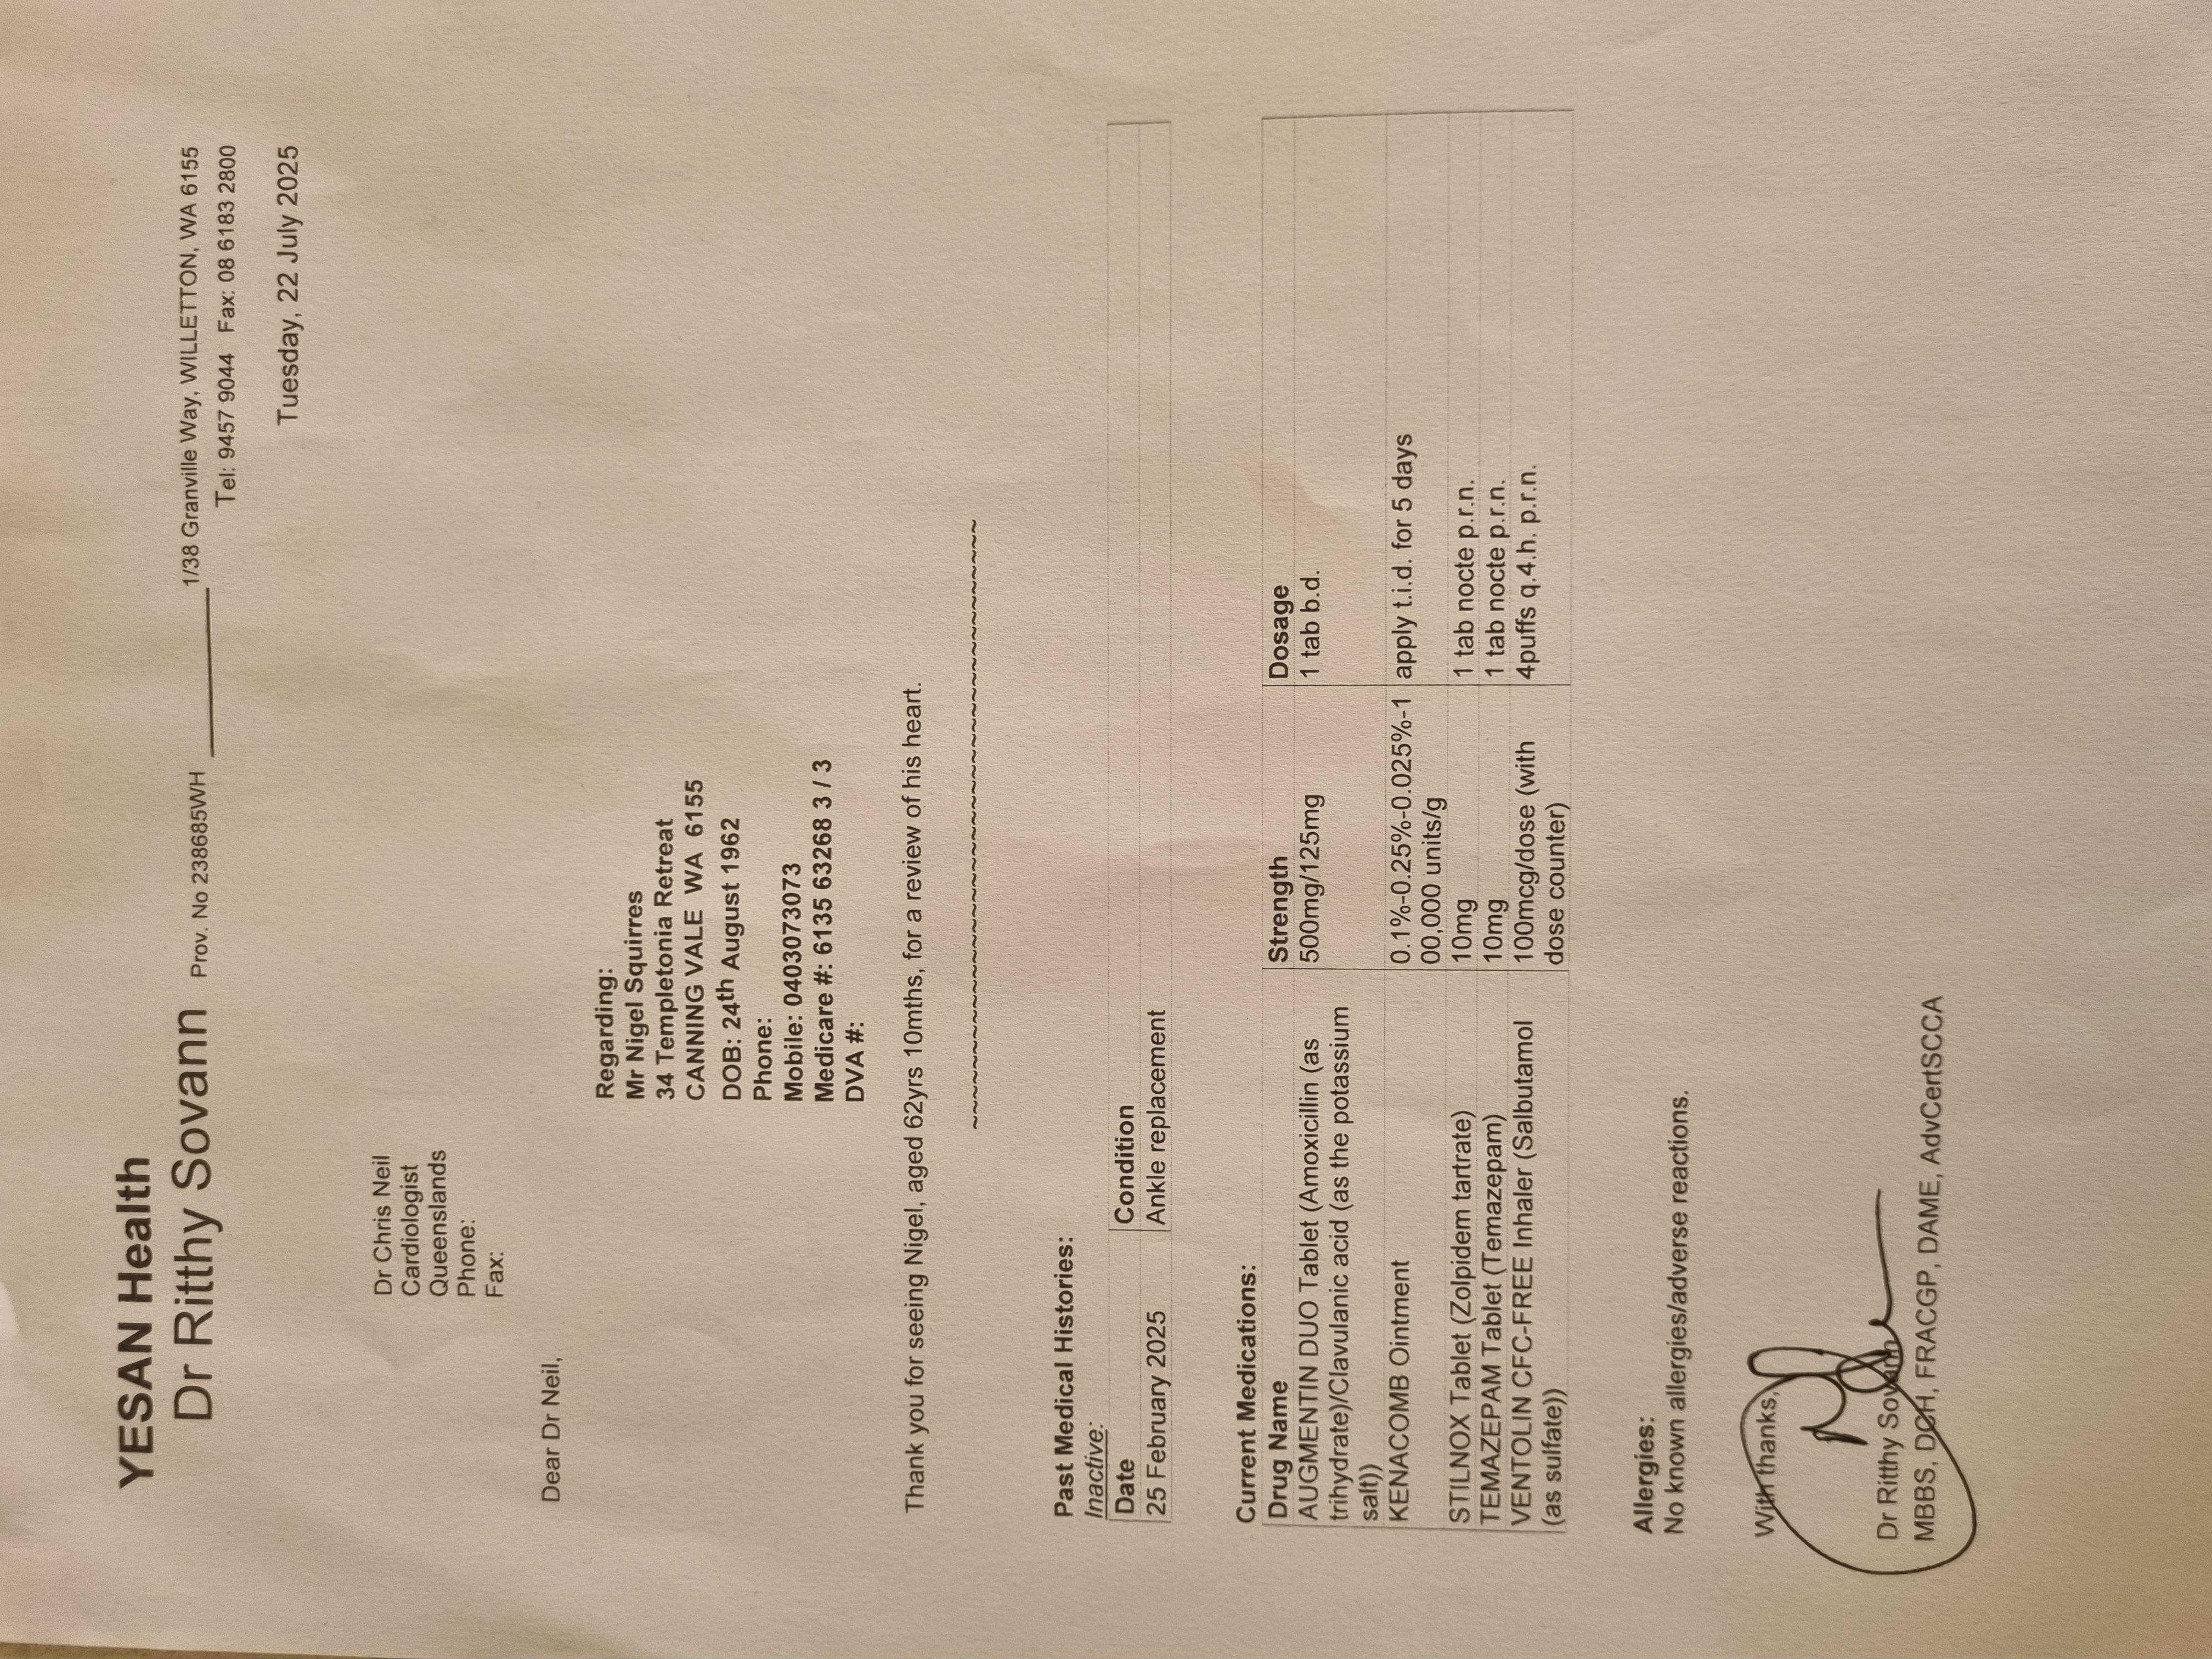 YESAN Health
Dr Ritthy Sovann Prov. No 2386885WH 1/38 Granville Way, WILLETTON, WA 6155
Tel: 9457 9044 Fax: 08 6183 2800
Tuesday, 22 July 2025
Dr Chris Neil
Cardiologist
Queenslands
Phone:
Fax:
Dear Dr Neil,
Regarding:
Mr Nigel Squirres
34 Templetonia Retreat
CANNING VALE WA 6155
DOB: 24th August 1962
Phone:
Mobile: 0403073073
Medicare #: 6135 63268 3 / 3
DVA #:
Thank you for seeing Nigel, aged 62yrs 10mths, for a review of his heart.
~~~~~~~~~~~~~~~~~~~~~~~~~~~~~~~~~~~~~~~~
Past Medical Histories:
Inactive:
Date Condition
25 February 2025 Ankle replacement
Current Medications:
Drug Name Strength Dosage
AUGMENTIN DUO Tablet (Amoxicillin (as 500mg/125mg 1 tab b.d.
trihydrate)/Clavulanic acid (as the potassium
salt))
KENACOMB Ointment 0.1%-0.25%-0.025%-1 apply t.i.d. for 5 days
00,000 units/g
STILNOX Tablet (Zolpidem tartrate) 10mg 1 tab nocte p.r.n.
TEMAZEPAM Tablet (Temazepam) 10mg 1 tab nocte p.r.n.
VENTOLIN CFC-FREE Inhaler (Salbutamol 100mcg/dose (with 4puffs q.4.h. p.r.n.
(as sulfate)) dose counter)
Allergies:
No known allergies/adverse reactions.
With thanks,
Dr Ritthy Sovann
MBBS, DCH, FRACGP, DAME, AdvCertSCCA